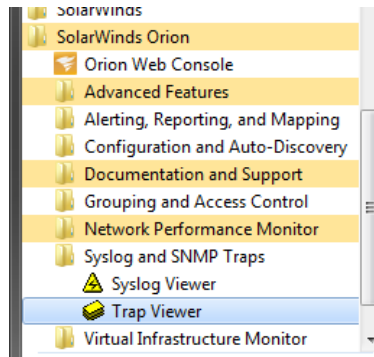 SolarWinds
SolarWinds Orion
Orion Web Console
Advanced Features
Alerting, Reporting, and Mapping
Configuration and Auto-Discovery
Documentation and Support
Grouping and Access Control
Network Performance Monitor
Syslog and SNMP Traps
Syslog Viewer
Trap Viewer
Virtual Infrastructure Monitor